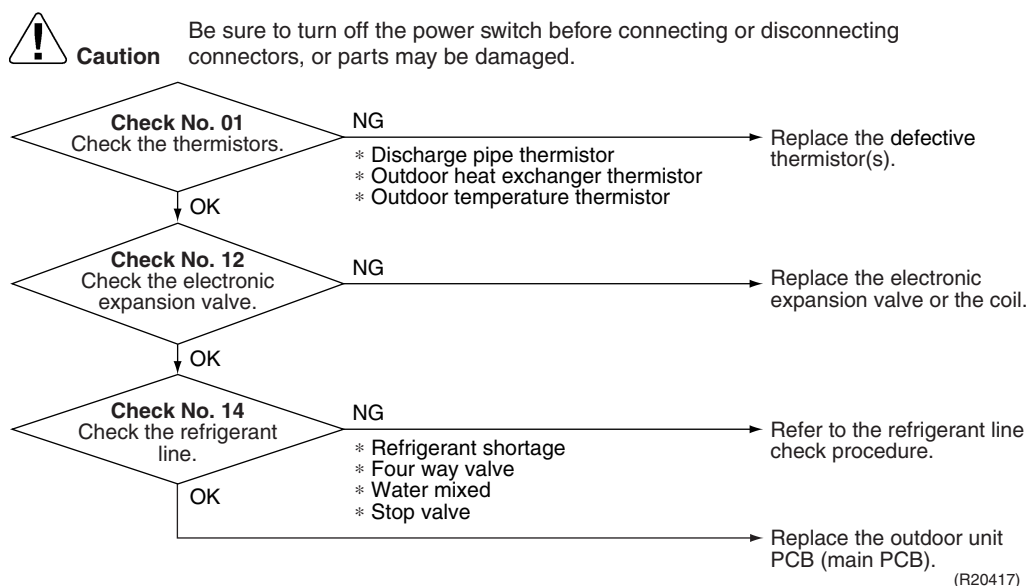 Be sure to turn off the power switch before connecting or disconnecting
Caution connectors, or parts may be damaged.
Check No. 01
Check the thermistors.
NG
∗ Discharge pipe thermistor
∗ Outdoor heat exchanger thermistor
∗ Outdoor temperature thermistor
Replace the defective
thermistor(s).
OK
Check No. 12
Check the electronic
expansion valve.
NG
Replace the electronic
expansion valve or the coil.
OK
Check No. 14
Check the refrigerant
line.
NG
∗ Refrigerant shortage
∗ Four way valve
∗ Water mixed
∗ Stop valve
Refer to the refrigerant line
check procedure.
OK
Replace the outdoor unit
PCB (main PCB).
(R20417)